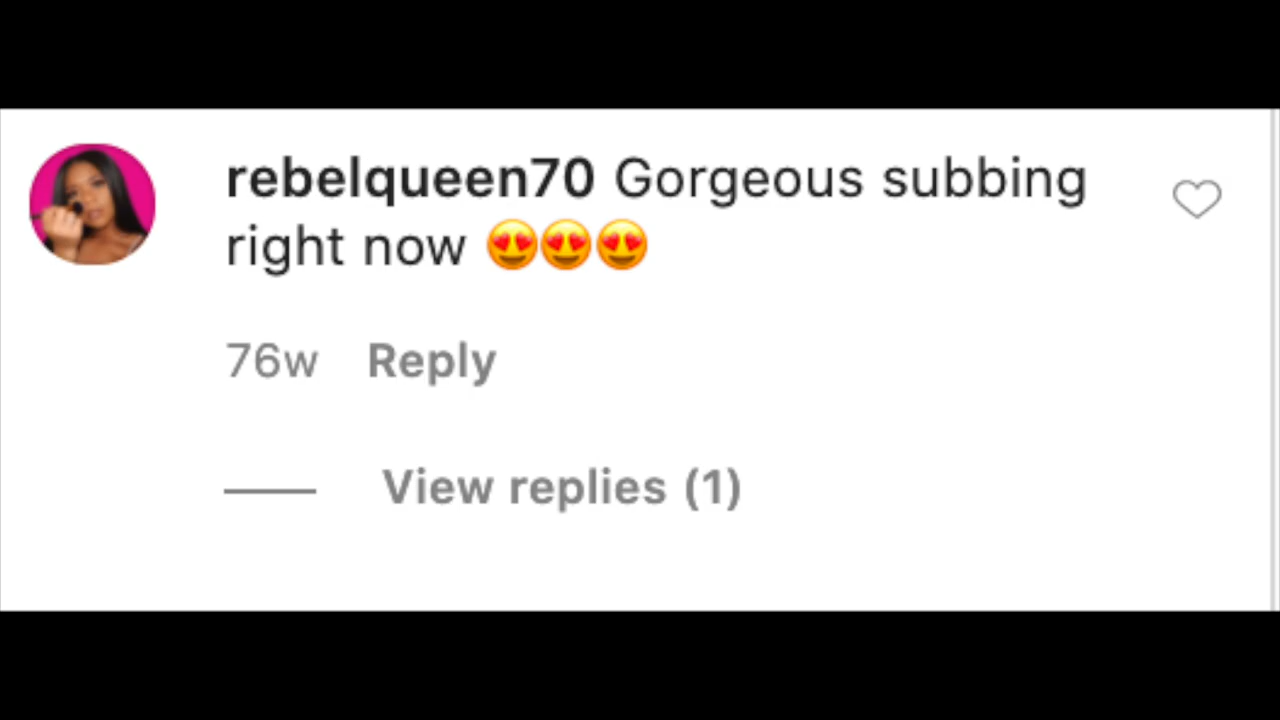 rebelqueen70 Gorgeous subbing
right now 😍😍😍
76w Reply
View replies (1)